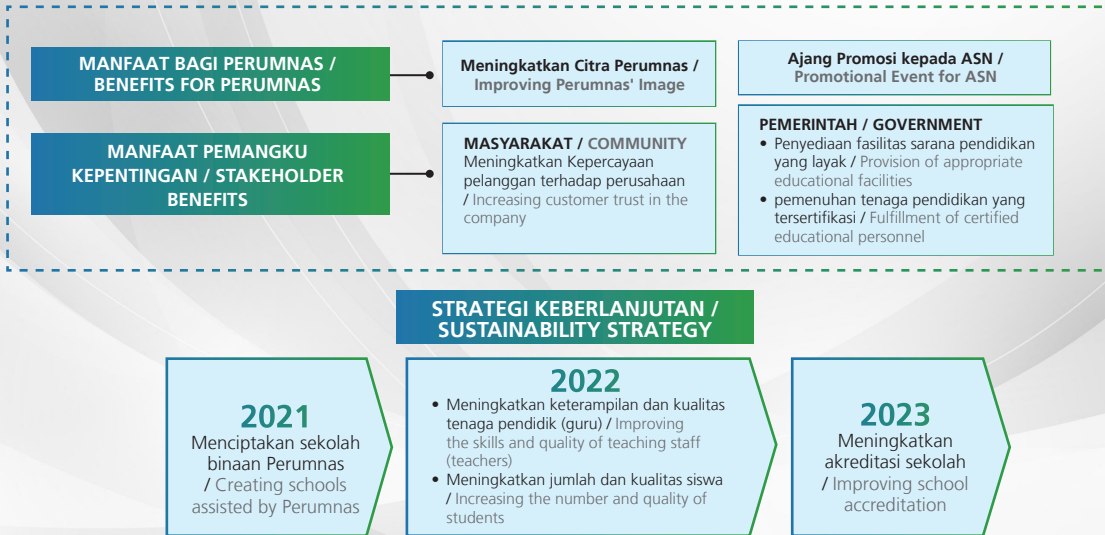 MANFAAT BAGI PERUMNAS /
BENEFITS FOR PERUMNAS
Meningkatkan Citra Perumnas /
Improving Perumnas' Image
Ajang Promosi kepada ASN /
Promotional Event for ASN
MANFAAT PEMANGKU
KEPENTINGAN / STAKEHOLDER
BENEFITS
MASYARAKAT / COMMUNITY
Meningkatkan Kepercayaan
pelanggan terhadap perusahaan
/ Increasing customer trust in the
company
PEMERINTAH / GOVERNMENT
• Penyediaan fasilitas sarana pendidikan
yang layak / Provision of appropriate
educational facilities
• pemenuhan tenaga pendidikan yang
tersertifikasi / Fulfillment of certified
educational personnel
STRATEGI KEBERLANJUTAN /
SUSTAINABILITY STRATEGY
2021
Menciptakan sekolah
binaan Perumnas
/ Creating schools
assisted by Perumnas
2022
• Meningkatkan keterampilan dan kualitas
tenaga pendidik (guru) / Improving
the skills and quality of teaching staff
(teachers)
• Meningkatkan jumlah dan kualitas siswa
/ Increasing the number and quality of
students
2023
Meningkatkan
akreditasi sekolah
/ Improving school
accreditation